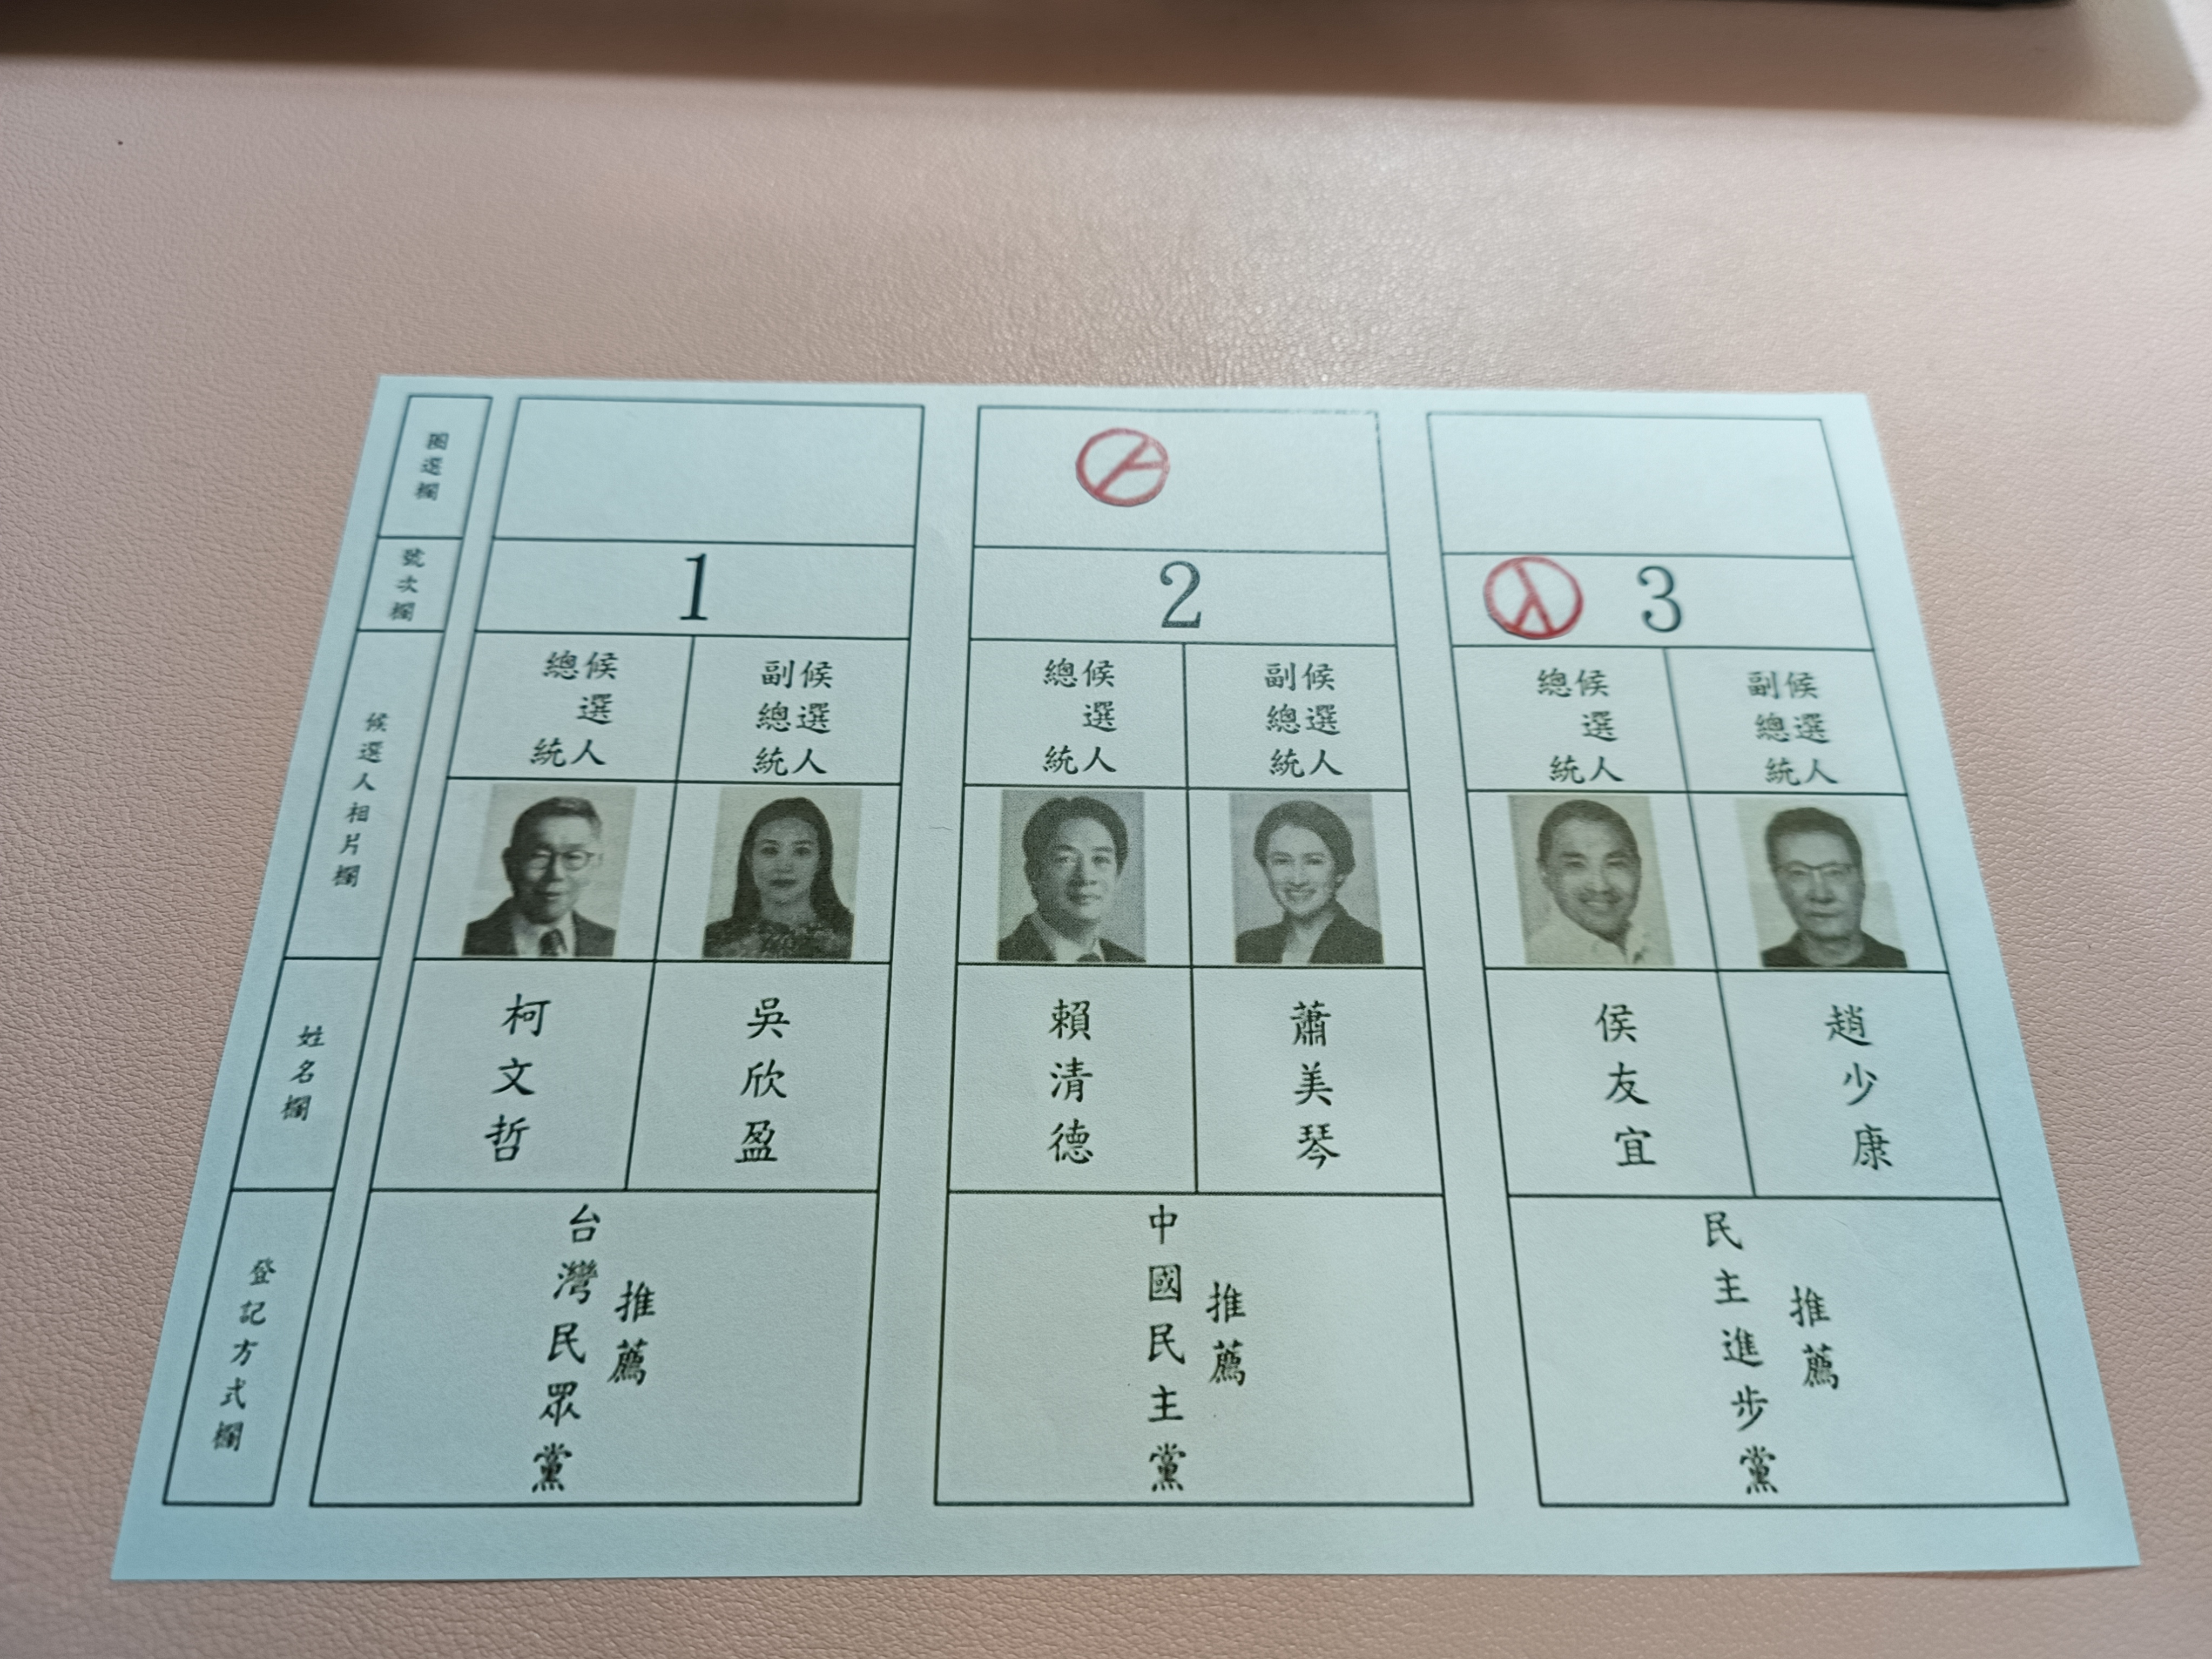 圈選欄
號次欄
候選人相片欄
姓名欄
登記方式欄
1
總統
候選人
副總統
候選人
柯文哲
吳欣盈
台灣民眾黨
推薦
2
總統
候選人
副總統
候選人
賴清德
蕭美琴
中國民主黨
推薦
3
總統
候選人
副總統
候選人
侯友宜
趙少康
民主進步黨
推薦